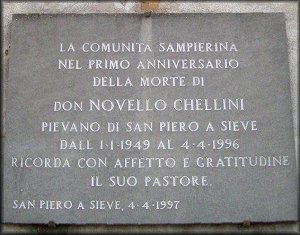 LA COMUNITA SAMPIERINA
NEL PRIMO ANNIVERSARIO
DELLA MORTE DI
DON NOVELLO CHELLINI
PIEVANO DI SAN PIERO A SIEVE
DALL 1·1·1949 AL 4·4·1996
RICORDA CON AFFETTO E GRATITUDINE
IL SUO PASTORE.
SAN PIERO A SIEVE, 4·4·1997